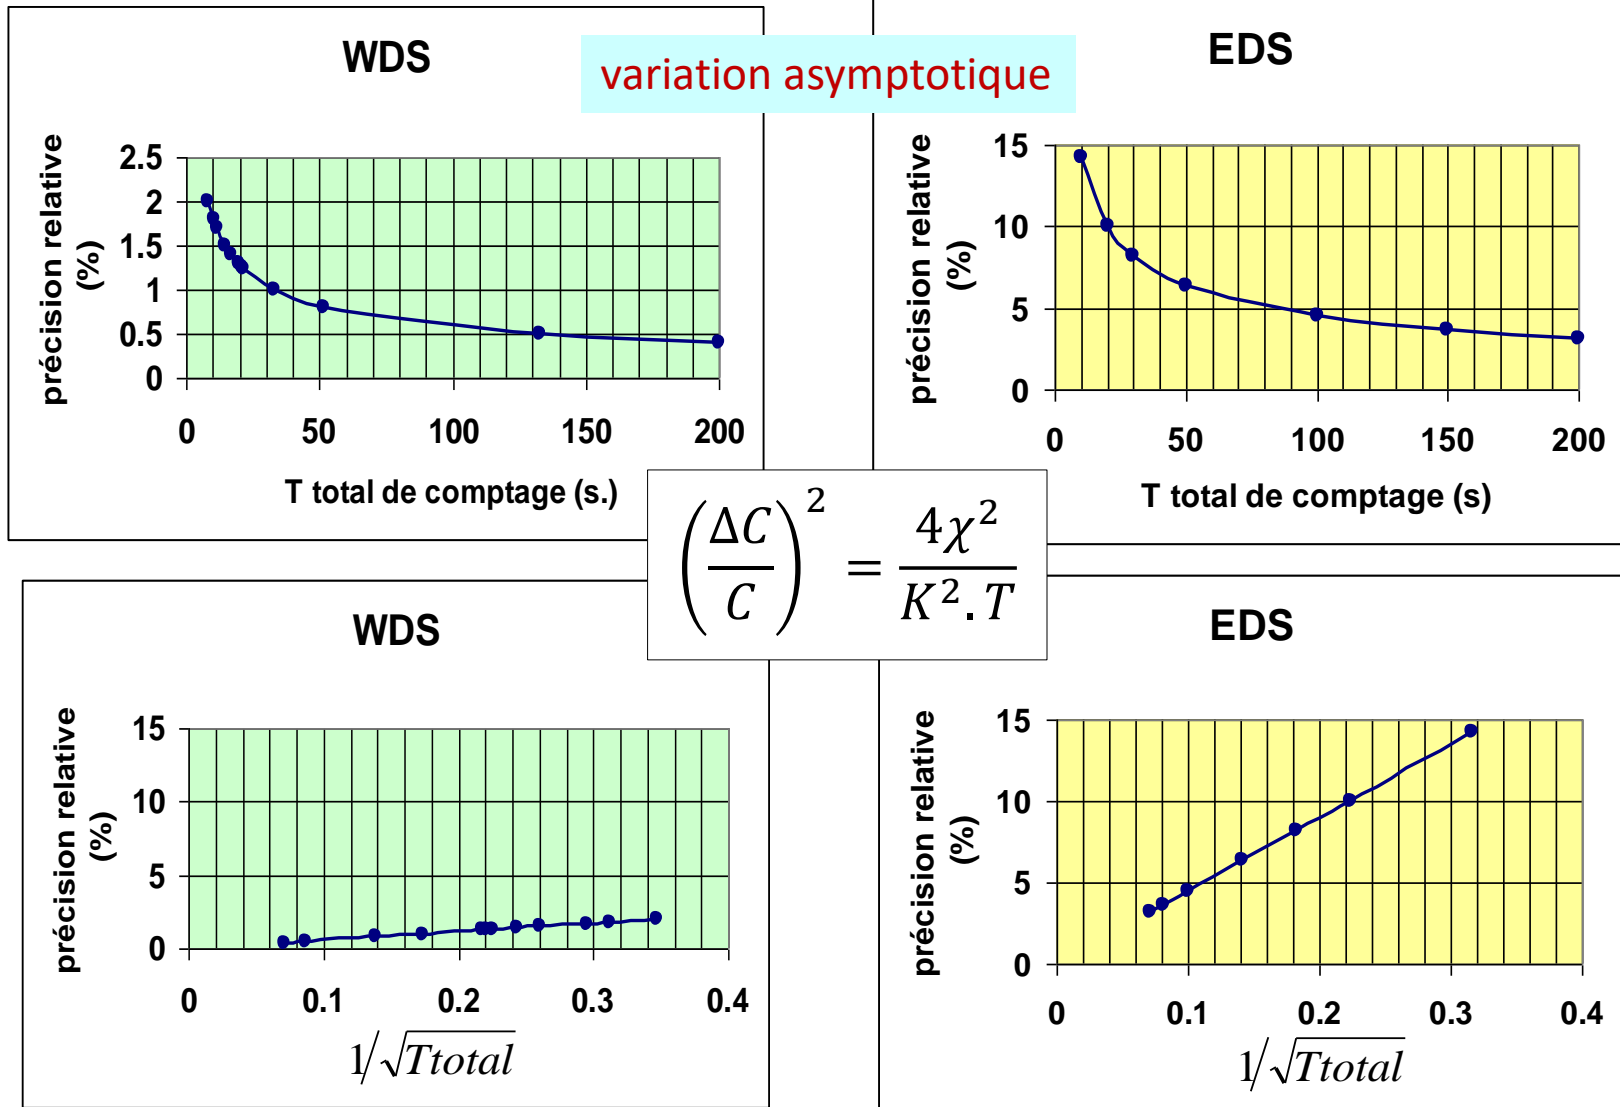 WDS
variation asymptotique
EDS
précision relative
(%)
2.5
2
1.5
1
0.5
0
0 50 100 150 200
T total de comptage (s.)
précision relative
(%)
15
10
5
0
0 50 100 150 200
T total de comptage (s)
(ΔC/C)² = 4χ²/K².T
WDS
précision relative
(%)
15
10
5
0
0 0.1 0.2 0.3 0.4
1/√Ttotal
EDS
précision relative
(%)
15
10
5
0
0 0.1 0.2 0.3 0.4
1/√Ttotal